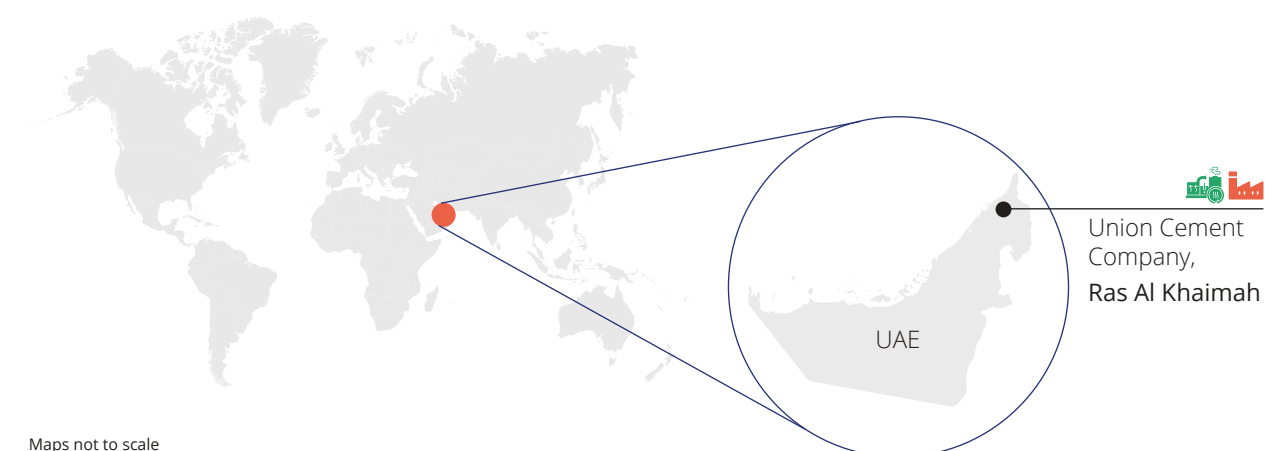 Union Cement
Company,
Ras Al Khaimah
UAE
Maps not to scale